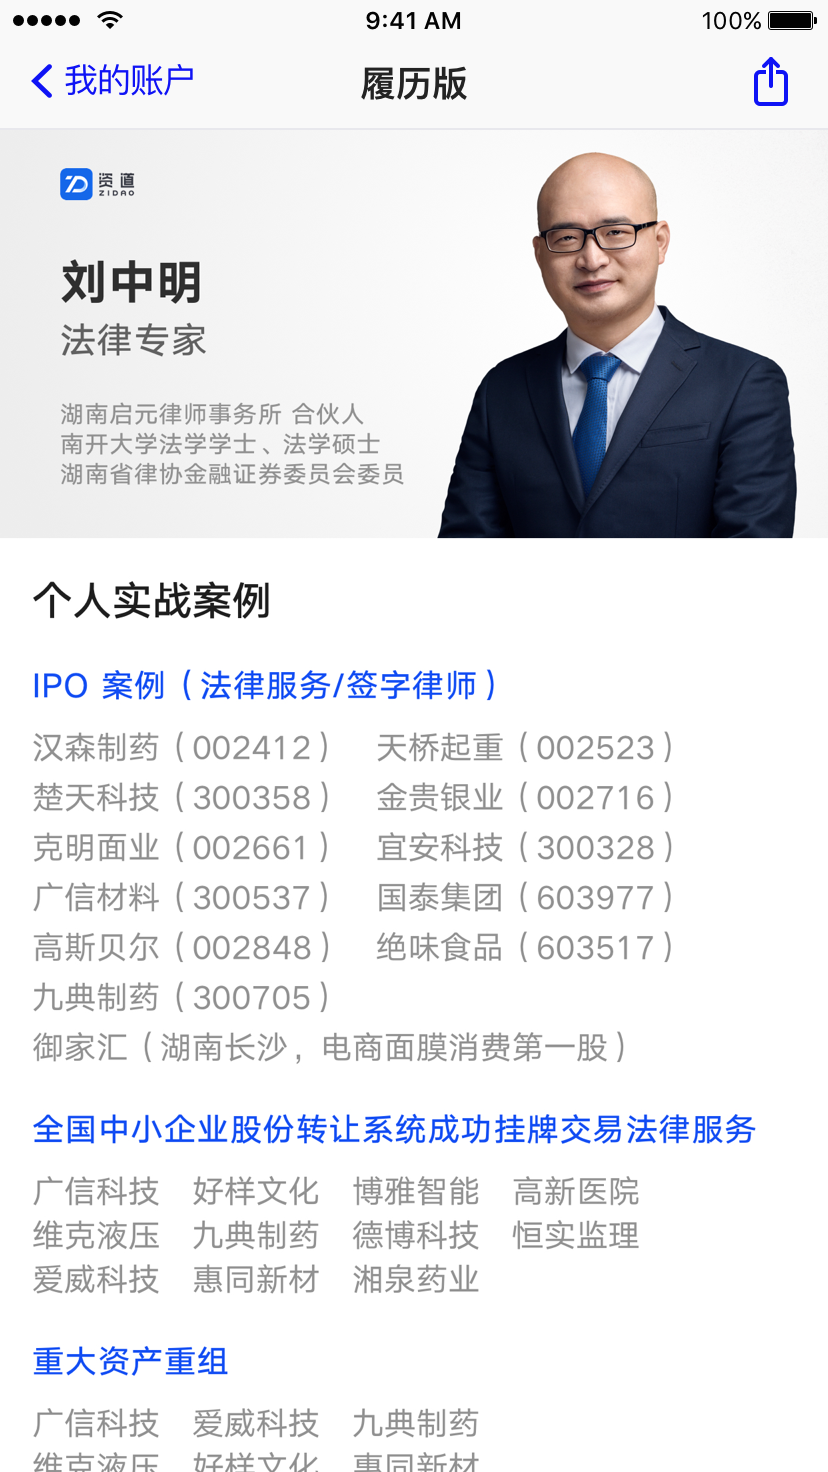 9:41 AM 100%
我的账户 履历版
资道
ZIDAO
刘中明
法律专家
湖南启元律师事务所 合伙人
南开大学法学学士、法学硕士
湖南省律协金融证券委员会委员
个人实战案例
IPO 案例（法律服务/签字律师）
汉森制药（002412） 天桥起重（002523）
楚天科技（300358） 金贵银业（002716）
克明面业（002661） 宜安科技（300328）
广信材料（300537） 国泰集团（603977）
高斯贝尔（002848） 绝味食品（603517）
九典制药（300705）
御家汇（湖南长沙，电商面膜消费第一股）
全国中小企业股份转让系统成功挂牌交易法律服务
广信科技 好样文化 博雅智能 高新医院
维克液压 九典制药 德博科技 恒实监理
爱威科技 惠同新材 湘泉药业
重大资产重组
广信科技 爱威科技 九典制药
维克液压 好样文化 惠同新材